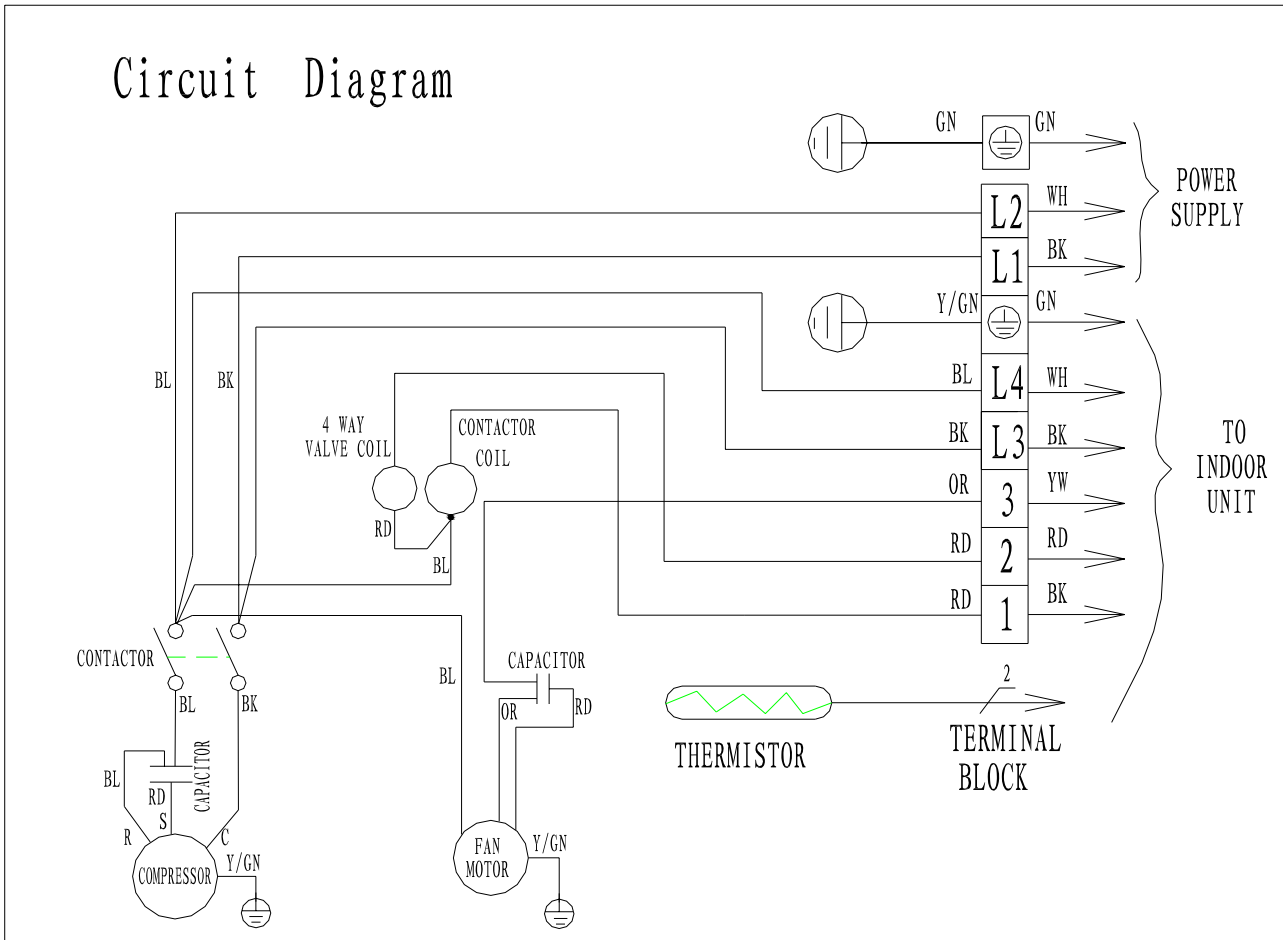 Circuit Diagram
GN
GN
POWER
SUPPLY
L2
WH
L1
BK
Y/GN
GN
BL
BK
BL
L4
WH
4 WAY
VALVE COIL
CONTACTOR
COIL
BK
L3
BK
TO
INDOOR
UNIT
OR
3
YW
RD
BL
RD
2
RD
RD
1
BK
CONTACTOR
BL
BK
BL
CAPACITOR
OR
RD
2
TERMINAL
BLOCK
THERMISTOR
BL
RD
CAPACITOR
R
S
C
COMPRESSOR
Y/GN
FAN
MOTOR
Y/GN